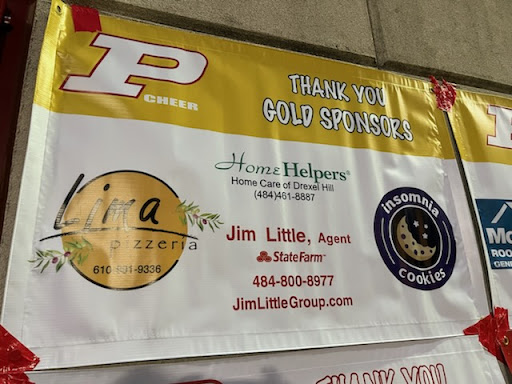 P
CHEER
THANK YOU
GOLD SPONSORS
Home Helpers®
Home Care of Drexel Hill
(484)461-8887
Lima
pizzeria
Jim Little, Agent
State Farm™
484-800-8977
JimLittleGroup.com
insomnia
cookies
P
THANK YOU